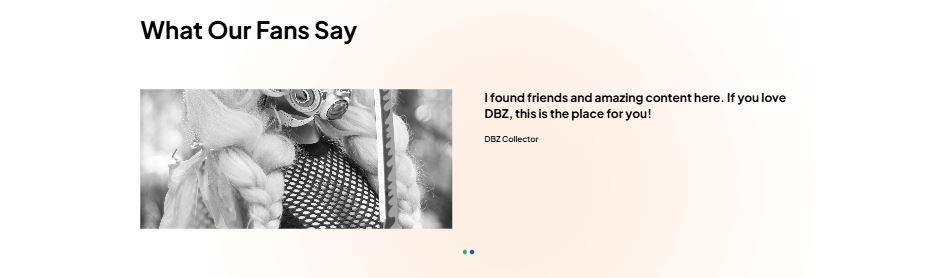 What Our Fans Say
I found friends and amazing content here. If you love
DBZ, this is the place for you!
DBZ Collector